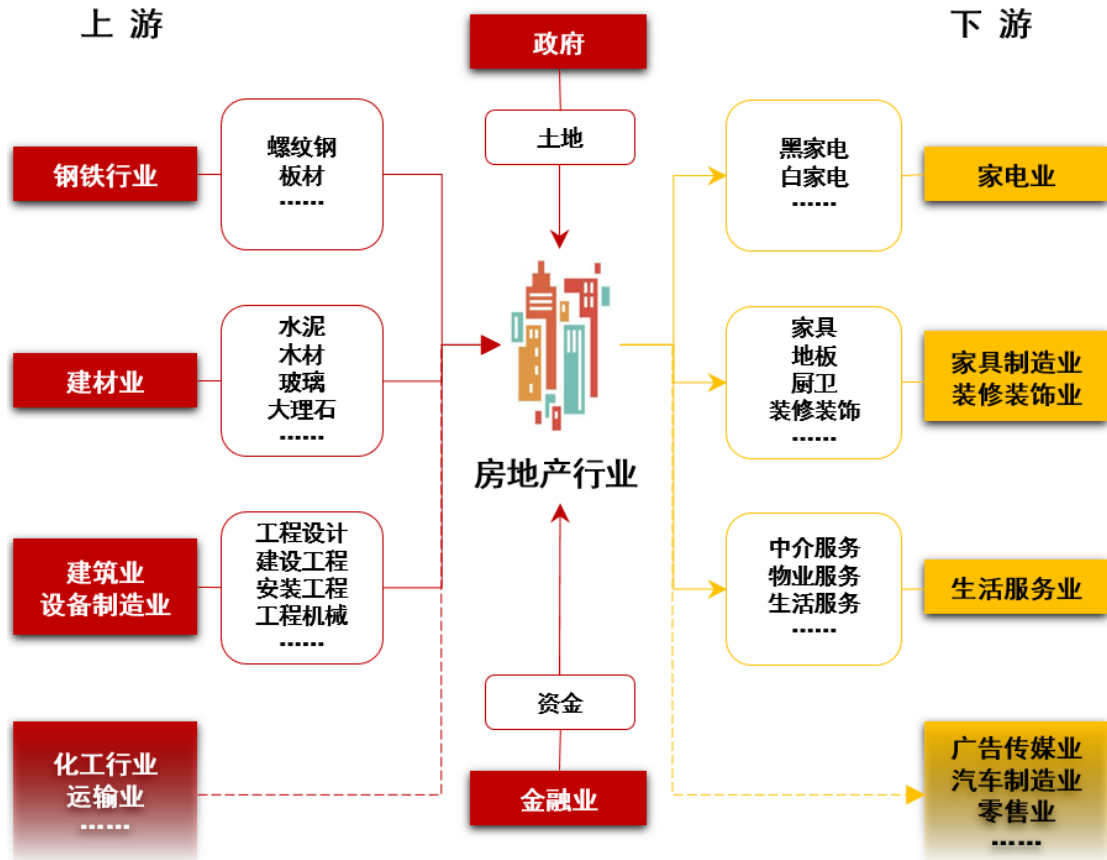 上 游
政府
下 游
土地
钢铁行业
螺纹钢
板材
……
黑家电
白家电
……
家电业
建材业
水泥
木材
玻璃
大理石
……
房地产行业
家具
地板
厨卫
装修装饰
……
家具制造业
装修装饰业
建筑业
设备制造业
工程设计
建设工程
安装工程
工程机械
……
中介服务
物业服务
生活服务
……
生活服务业
资金
化工行业
运输业
……
金融业
广告传媒业
汽车制造业
零售业
……